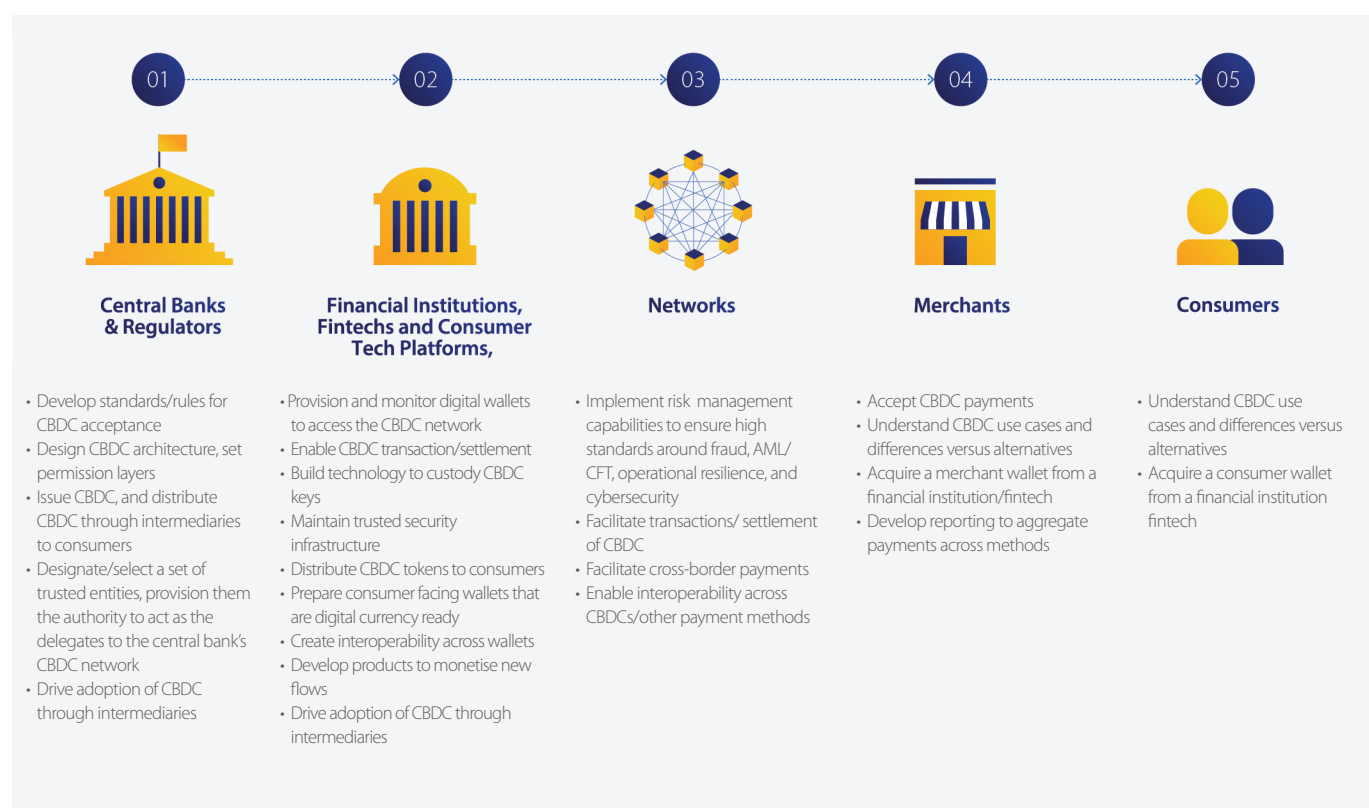 01
02
03
04
05
Central Banks
& Regulators
Financial Institutions,
Fintechs and Consumer
Tech Platforms,
Networks
Merchants
Consumers
• Develop standards/rules for
CBDC acceptance
• Design CBDC architecture, set
permission layers
• Issue CBDC, and distribute
CBDC through intermediaries
to consumers
• Designate/select a set of
trusted entities, provision them
the authority to act as the
delegates to the central bank's
CBDC network
• Drive adoption of CBDC
through intermediaries
• Provision and monitor digital wallets
to access the CBDC network
• Enable CBDC transaction/settlement
• Build technology to custody CBDC
keys
• Maintain trusted security
infrastructure
• Distribute CBDC tokens to consumers
• Prepare consumer facing wallets that
are digital currency ready
• Create interoperability across wallets
• Develop products to monetise new
flows
• Drive adoption of CBDC through
intermediaries
• Implement risk management
capabilities to ensure high
standards around fraud, AML/
CFT, operational resilience, and
cybersecurity
• Facilitate transactions/ settlement
of CBDC
• Facilitate cross-border payments
• Enable interoperability across
CBDCs/other payment methods
• Accept CBDC payments
• Understand CBDC use cases and
differences versus alternatives
• Acquire a merchant wallet from a
financial institution/fintech
• Develop reporting to aggregate
payments across methods
• Understand CBDC use
cases and differences versus
alternatives
• Acquire a consumer wallet
from a financial institution
fintech